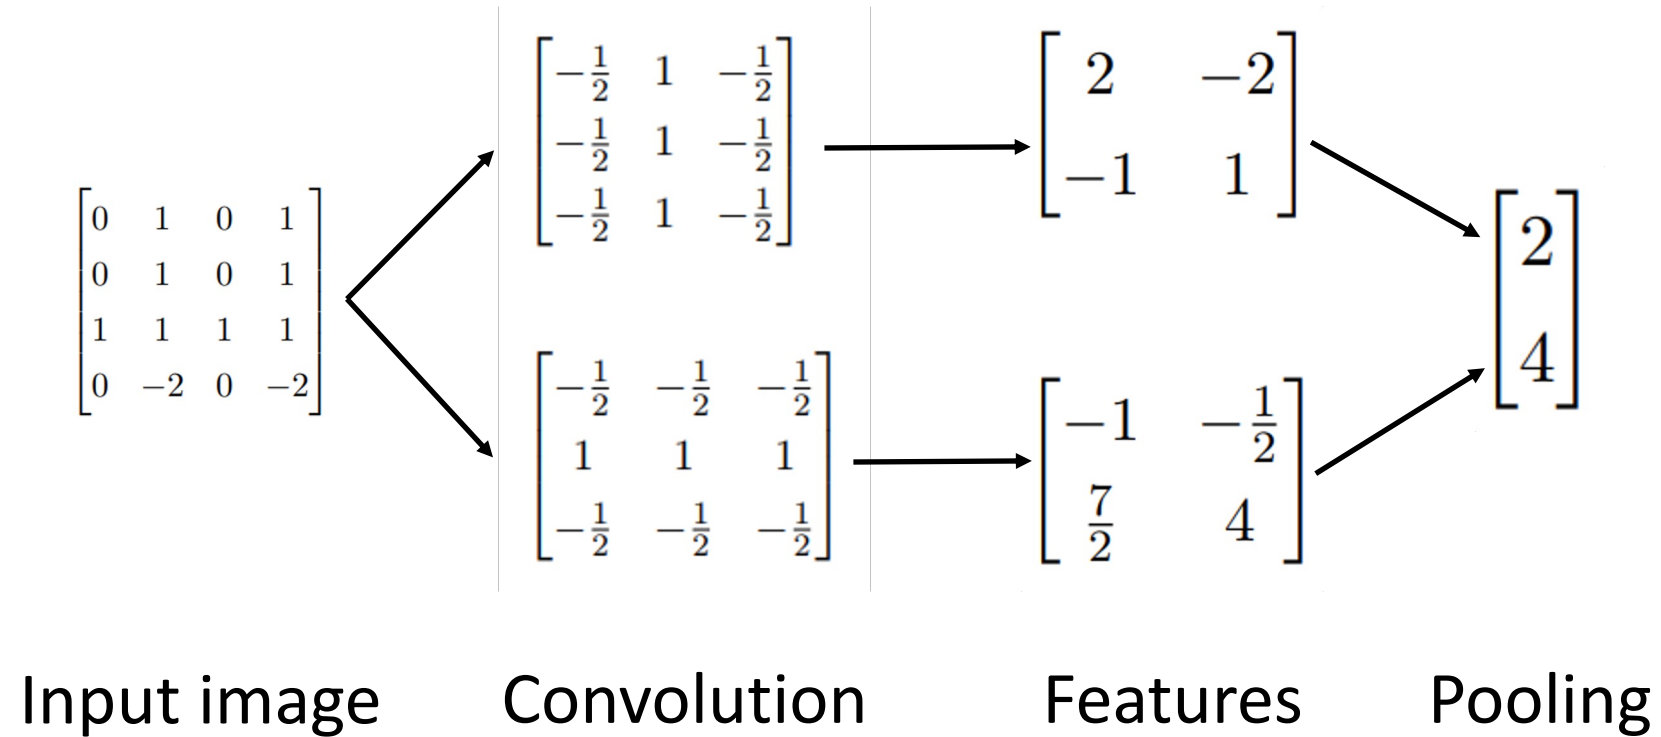 0 1 0 1
0 1 0 1
1 1 1 1
0 −2 0 −2
−1/2 1 −1/2
−1/2 1 −1/2
−1/2 1 −1/2
−1/2 −1/2 −1/2
1 1 1
−1/2 −1/2 −1/2
2 −2
−1 1
−1 −1/2
7/2 4
2
4
Input image
Convolution
Features
Pooling